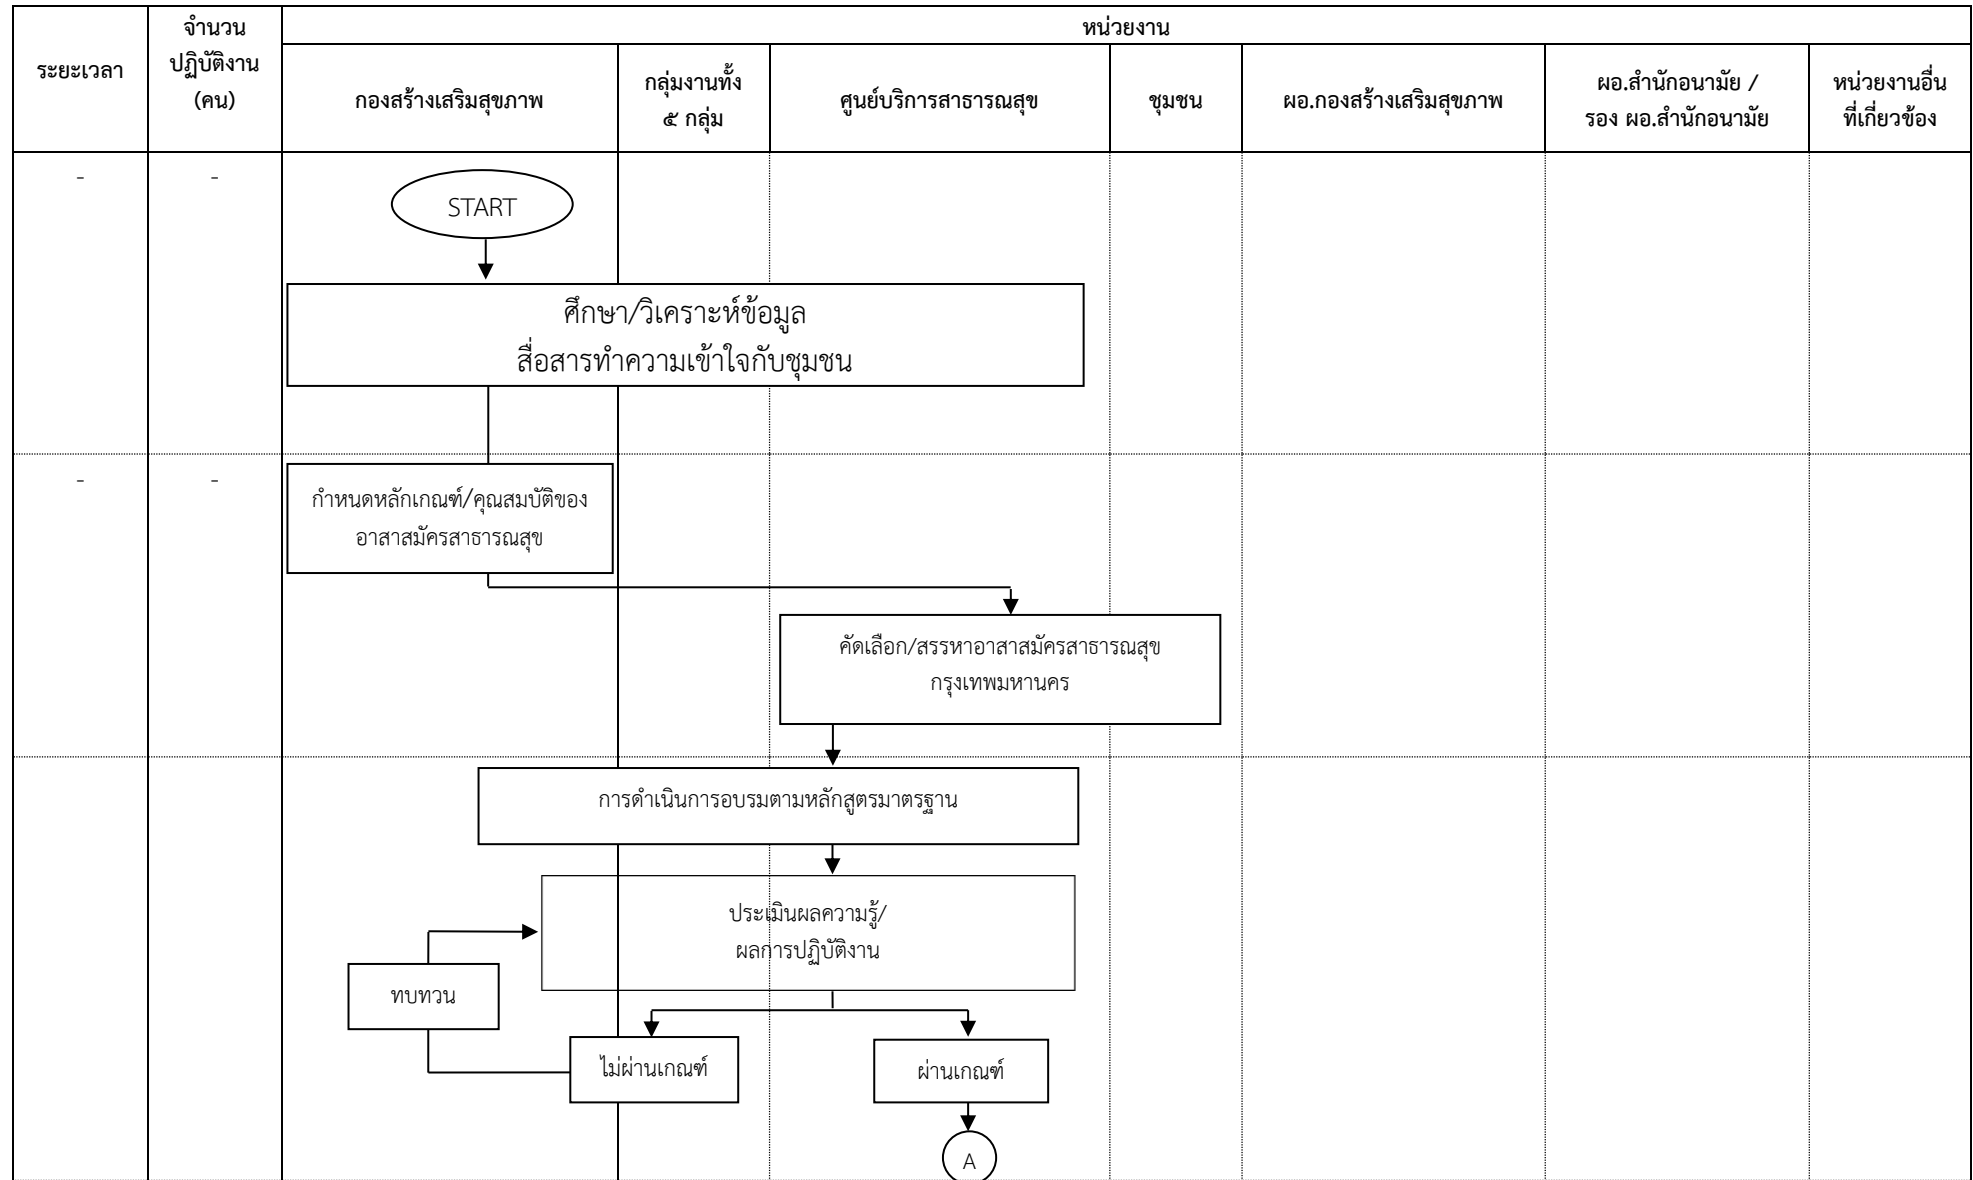 ระยะเวลา
จำนวน
ปฏิบัติงาน
(คน)
หน่วยงาน
กองสร้างเสริมสุขภาพ
กลุ่มงานทั้ง
๕ กลุ่ม
ศูนย์บริการสาธารณสุข
ชุมชน
ผอ.กองสร้างเสริมสุขภาพ
ผอ.สำนักอนามัย /
รอง ผอ.สำนักอนามัย
หน่วยงานอื่น
ที่เกี่ยวข้อง
-
-
START
ศึกษา/วิเคราะห์ข้อมูล
สื่อสารทำความเข้าใจกับชุมชน
-
-
กำหนดหลักเกณฑ์/คุณสมบัติของ
อาสาสมัครสาธารณสุข
คัดเลือก/สรรหาอาสาสมัครสาธารณสุข
กรุงเทพมหานคร
การดำเนินการอบรมตามหลักสูตรมาตรฐาน
ประเมินผลความรู้/
ผลการปฏิบัติงาน
ทบทวน
ไม่ผ่านเกณฑ์
ผ่านเกณฑ์
A